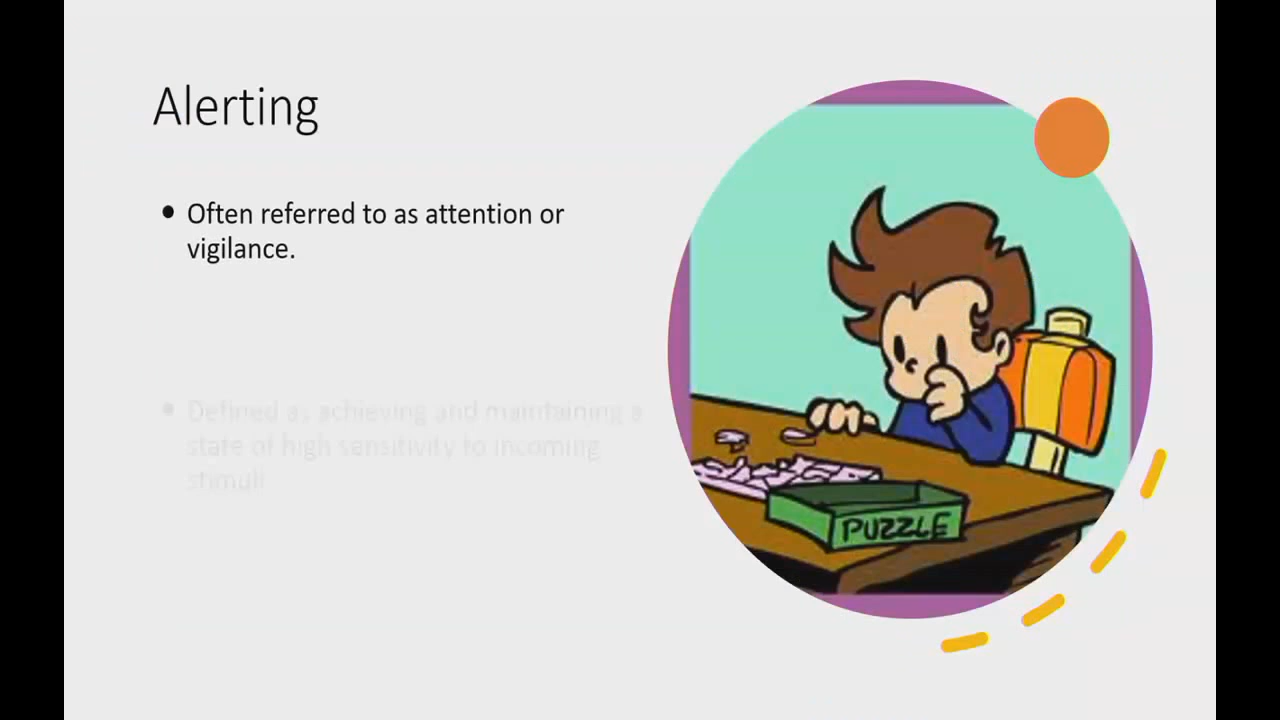 Alerting
• Often referred to as attention or
vigilance.
• Defined as achieving and maintaining a
state of high sensitivity to incoming
stimuli
PUZZLE